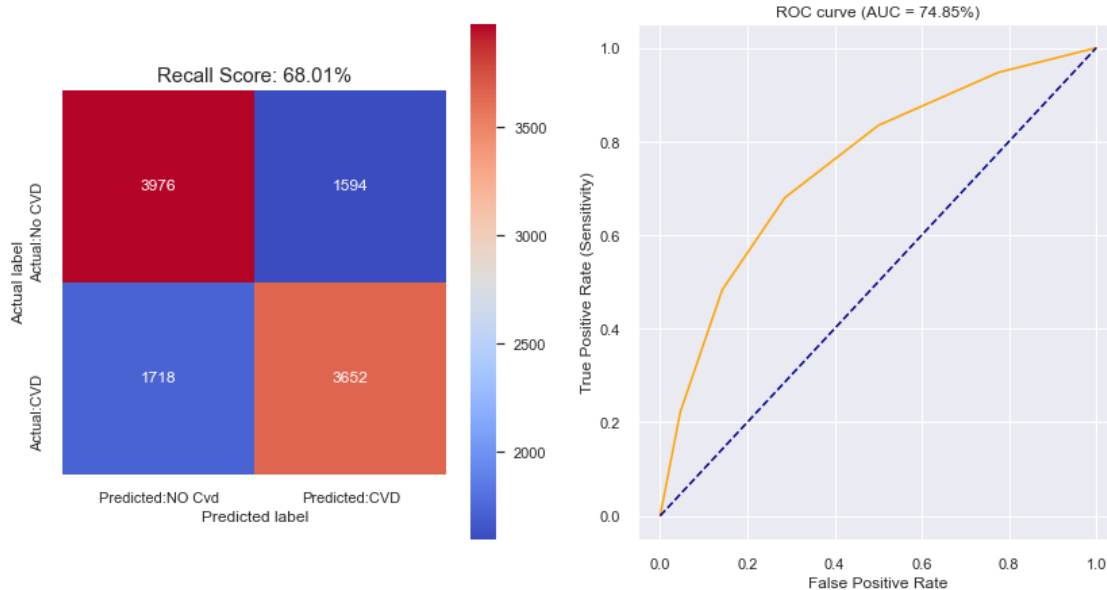 Recall Score: 68.01%
Actual label
Actual:No CVD
Actual:CVD
3976
1594
1718
3652
Predicted:NO Cvd
Predicted:CVD
Predicted label
3500
3000
2500
2000
ROC curve (AUC = 74.85%)
True Positive Rate (Sensitivity)
1.0
0.8
0.6
0.4
0.2
0.0
0.0
0.2
0.4
0.6
0.8
1.0
False Positive Rate